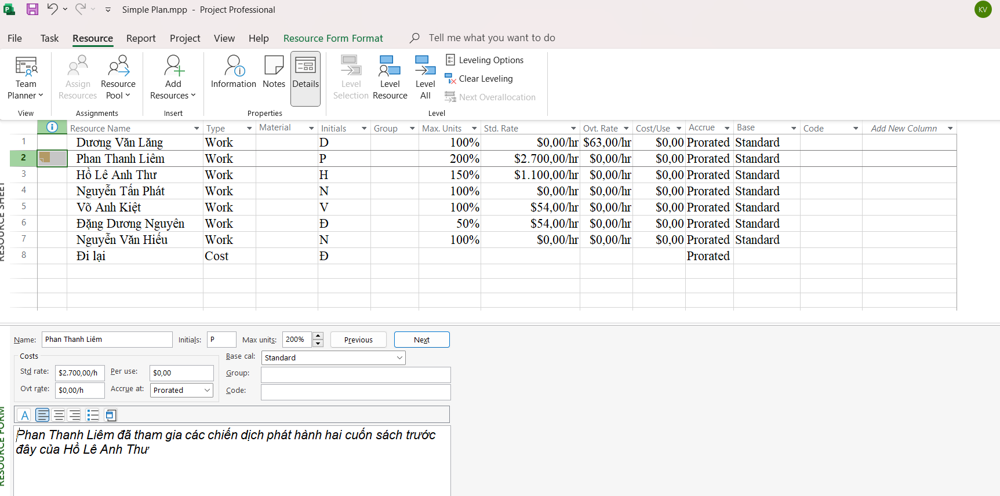 Simple Plan.mpp - Project Professional
KV
File Task Resource Report Project View Help Resource Form Format Tell me what you want to do
Team Planner
Assign Resources
Resource Pool
Add Resources
Information
Notes
Details
Level Selection
Level Resource
Level All
Leveling Options
Clear Leveling
Next Overallocation
View Assignments Insert Properties Level
Resource Name Type Material Initials Group Max. Units Std. Rate Ovt. Rate Cost/Use Accrue Base Code Add New Column
1 Dương Văn Lăng Work D 100% $0,00/hr $63,00/hr $0,00 Prorated Standard
2 Phan Thanh Liêm Work P 200% $2.700,00/hr $0,00/hr $0,00 Prorated Standard
3 Hồ Lê Anh Thư Work H 150% $1.100,00/hr $0,00/hr $0,00 Prorated Standard
4 Nguyễn Tấn Phát Work N 100% $0,00/hr $0,00/hr $0,00 Prorated Standard
5 Võ Anh Kiệt Work V 100% $54,00/hr $0,00/hr $0,00 Prorated Standard
6 Đặng Dương Nguyên Work Đ 50% $54,00/hr $0,00/hr $0,00 Prorated Standard
7 Nguyễn Văn Hiếu Work N 100% $0,00/hr $0,00/hr $0,00 Prorated Standard
8 Đi lại Cost Đ Prorated
RESOURCE SHEET
Name: Phan Thanh Liêm Initials: P Max units: 200% Previous Next
Costs Base cal: Standard
Std rate: $2.700,00/h Per use: $0,00 Group:
Ovt rate: $0,00/h Accrue at: Prorated Code:
A
Phan Thanh Liêm đã tham gia các chiến dịch phát hành hai cuốn sách trước
đây của Hồ Lê Anh Thư
RESOURCE FORM